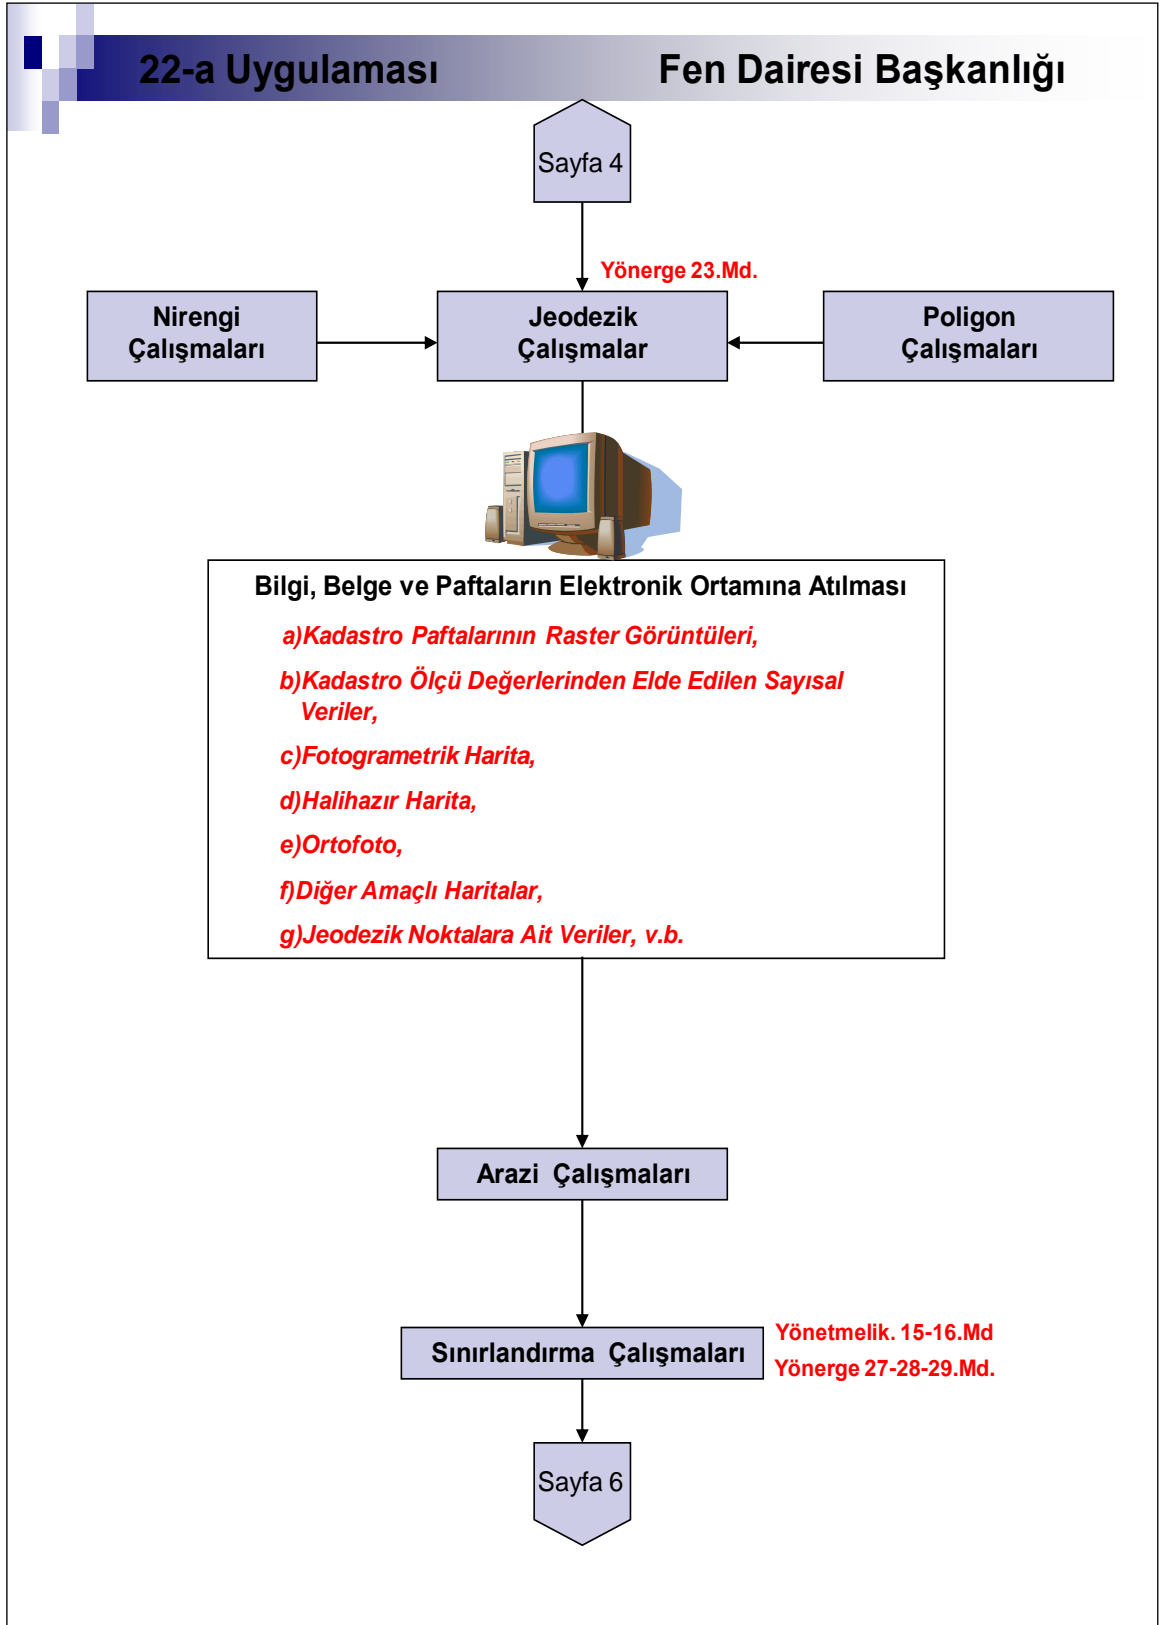 22-a Uygulaması Fen Dairesi Başkanlığı
Sayfa 4
Yönerge 23.Md.
Nirengi
Çalışmaları
Jeodezik
Çalışmalar
Poligon
Çalışmaları
Bilgi, Belge ve Paftaların Elektronik Ortamına Atılması
a)Kadastro Paftalarının Raster Görüntüleri,
b)Kadastro Ölçü Değerlerinden Elde Edilen Sayısal
Veriler,
c)Fotogrametrik Harita,
d)Halihazır Harita,
e)Ortofoto,
f)Diğer Amaçlı Haritalar,
g)Jeodezik Noktalara Ait Veriler, v.b.
Arazi Çalışmaları
Sınırlandırma Çalışmaları
Yönetmelik. 15-16.Md
Yönerge 27-28-29.Md.
Sayfa 6